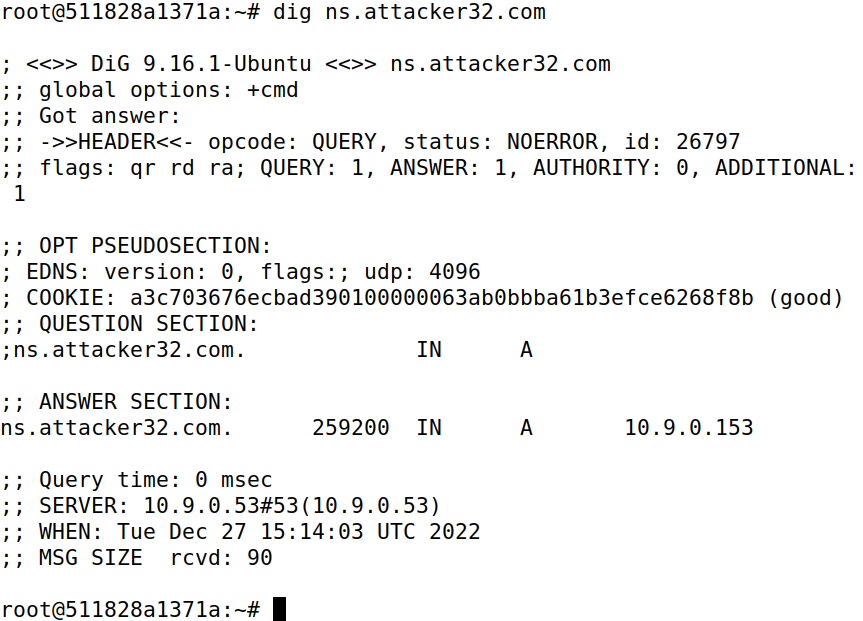 root@511828a1371a:~# dig ns.attacker32.com
; <<>> DiG 9.16.1-Ubuntu <<>> ns.attacker32.com
;; global options: +cmd
;; Got answer:
;; ->>HEADER<<- opcode: QUERY, status: NOERROR, id: 26797
;; flags: qr rd ra; QUERY: 1, ANSWER: 1, AUTHORITY: 0, ADDITIONAL:
 1
;; OPT PSEUDOSECTION:
; EDNS: version: 0, flags:; udp: 4096
; COOKIE: a3c703676ecbad390100000063ab0bbba61b3efce6268f8b (good)
;; QUESTION SECTION:
;ns.attacker32.com.             IN      A
;; ANSWER SECTION:
ns.attacker32.com.      259200  IN      A       10.9.0.153
;; Query time: 0 msec
;; SERVER: 10.9.0.53#53(10.9.0.53)
;; WHEN: Tue Dec 27 15:14:03 UTC 2022
;; MSG SIZE  rcvd: 90
root@511828a1371a:~#